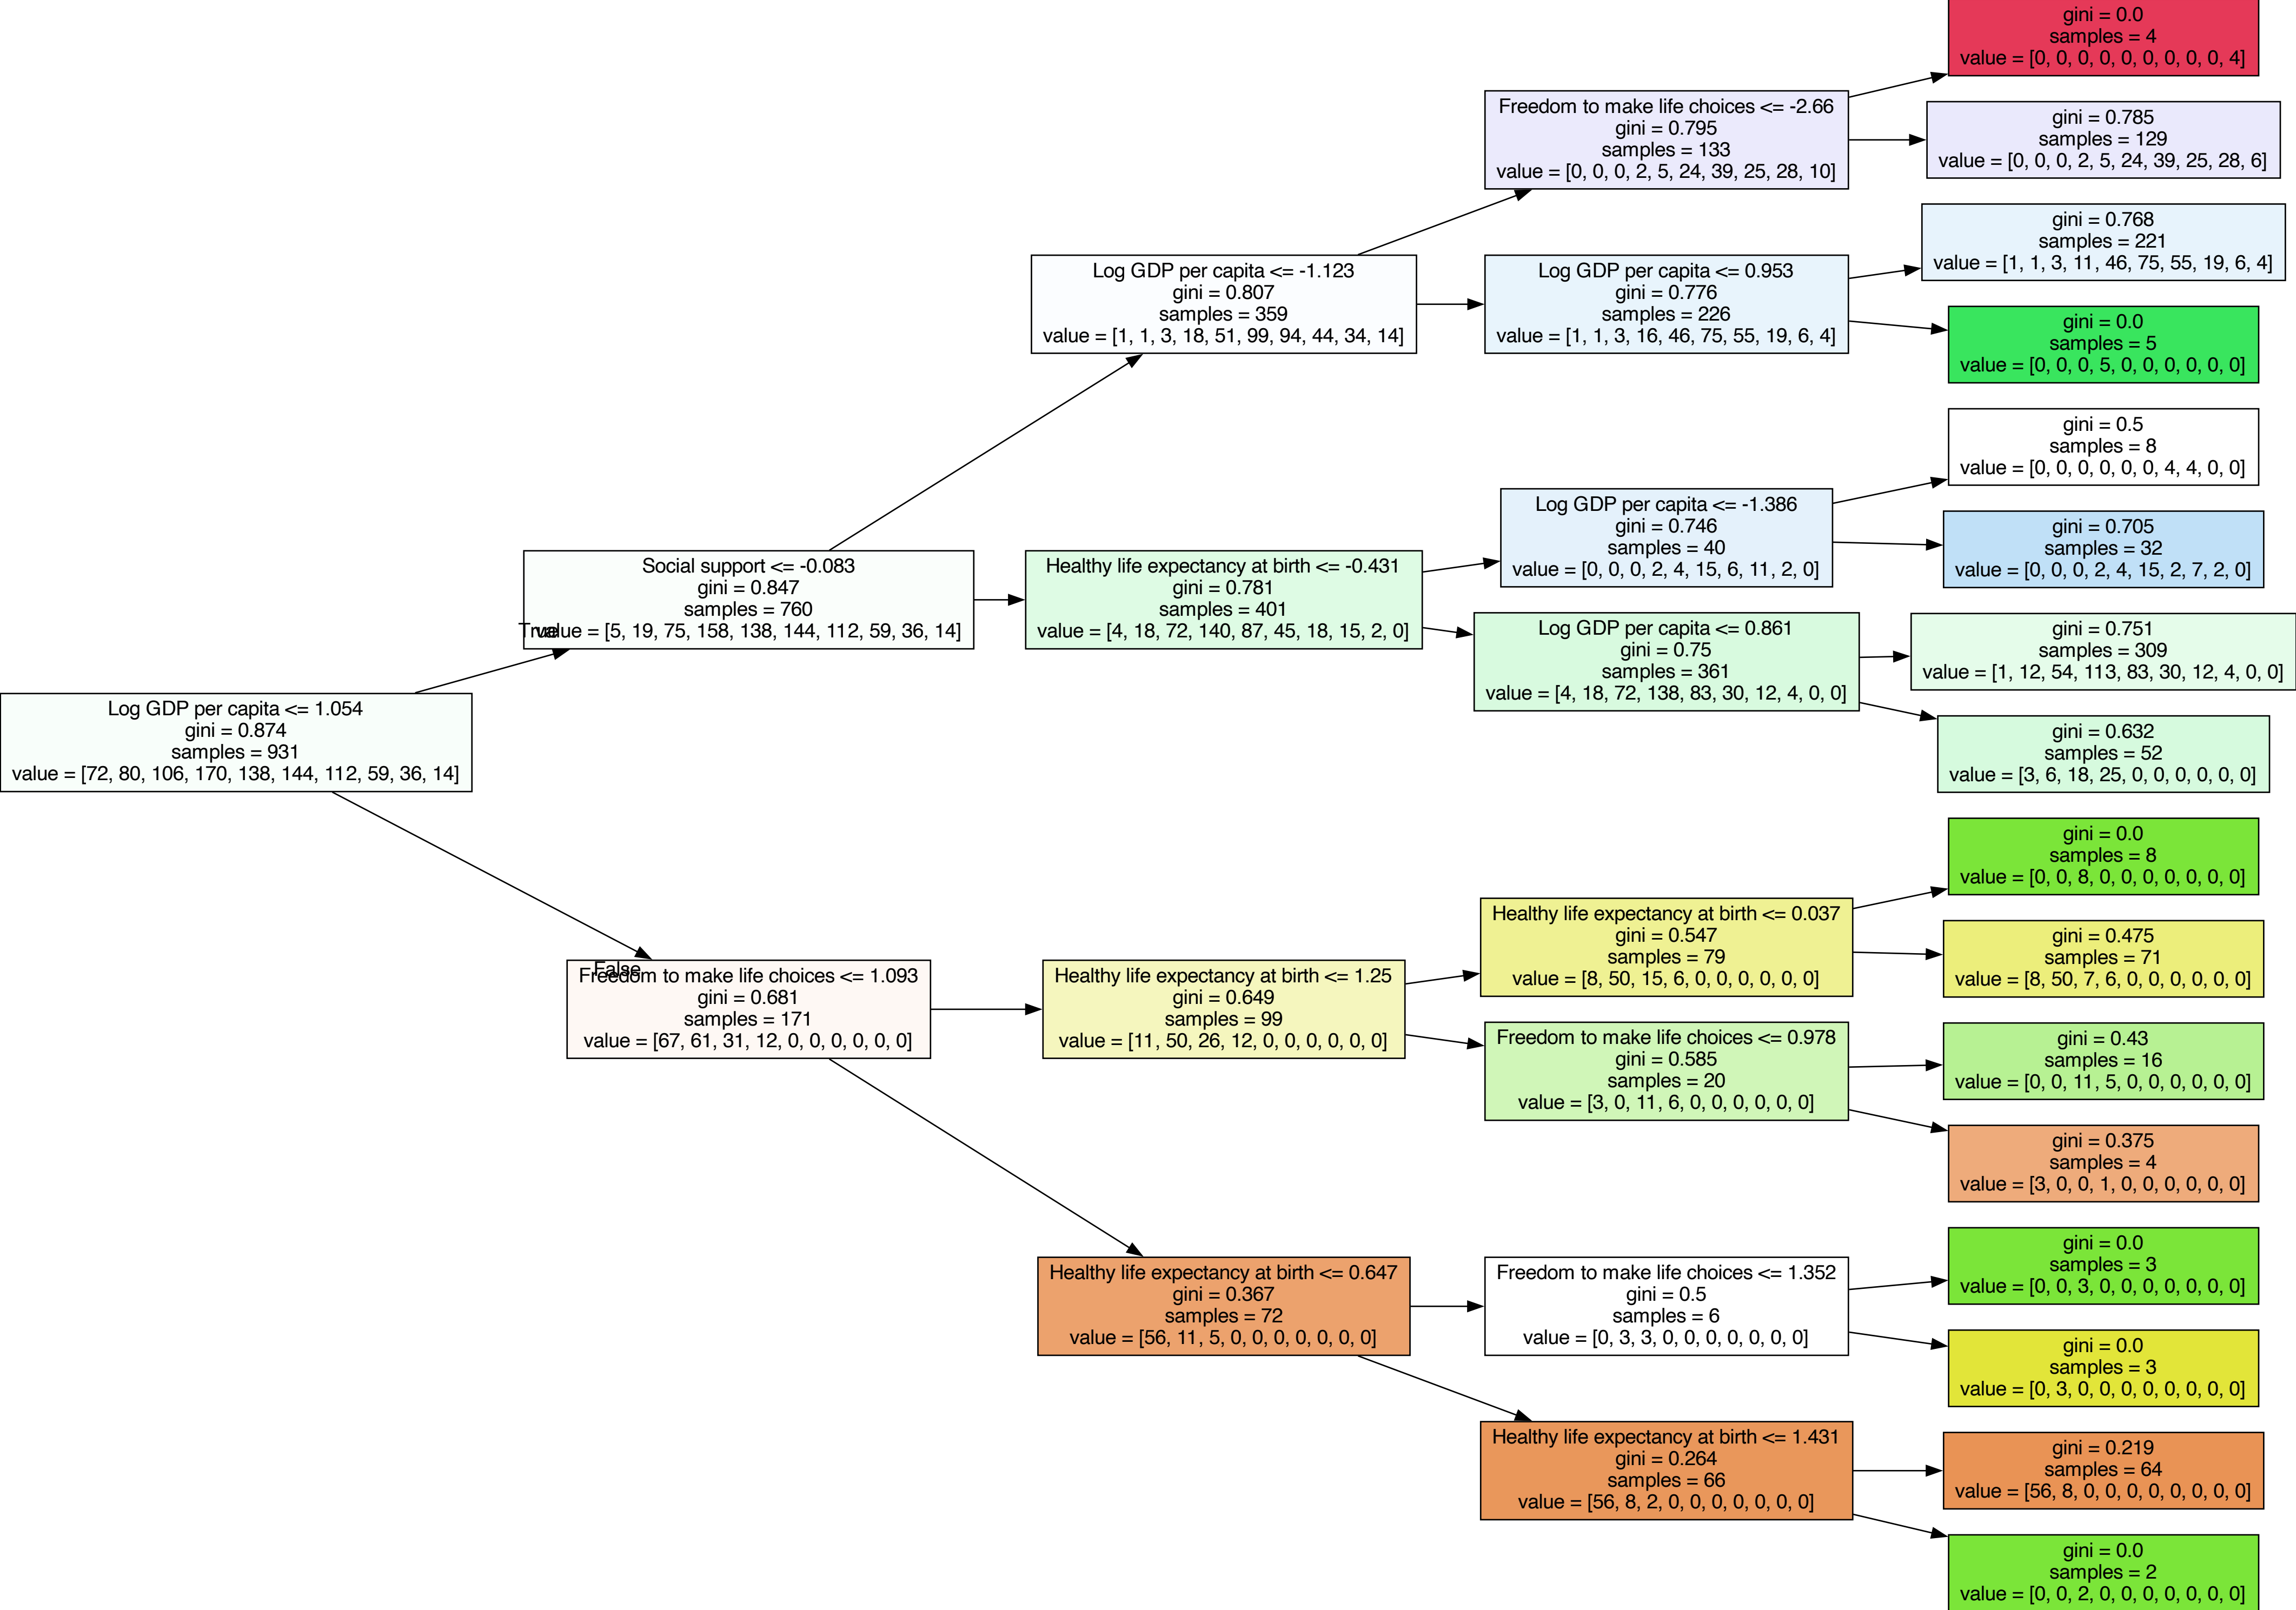 Log GDP per capita <= 1.054
gini = 0.874
samples = 931
value = [72, 80, 106, 170, 138, 144, 112, 59, 36, 14]
True
Social support <= -0.083
gini = 0.847
samples = 760
value = [5, 19, 75, 158, 138, 144, 112, 59, 36, 14]
False
Freedom to make life choices <= 1.093
gini = 0.681
samples = 171
value = [67, 61, 31, 12, 0, 0, 0, 0, 0, 0]
Log GDP per capita <= -1.123
gini = 0.807
samples = 359
value = [1, 1, 3, 18, 51, 99, 94, 44, 34, 14]
Healthy life expectancy at birth <= -0.431
gini = 0.781
samples = 401
value = [4, 18, 72, 140, 87, 45, 18, 15, 2, 0]
Healthy life expectancy at birth <= 1.25
gini = 0.649
samples = 99
value = [11, 50, 26, 12, 0, 0, 0, 0, 0, 0]
Healthy life expectancy at birth <= 0.647
gini = 0.367
samples = 72
value = [56, 11, 5, 0, 0, 0, 0, 0, 0, 0]
Freedom to make life choices <= -2.66
gini = 0.795
samples = 133
value = [0, 0, 0, 2, 5, 24, 39, 25, 28, 10]
Log GDP per capita <= 0.953
gini = 0.776
samples = 226
value = [1, 1, 3, 16, 46, 75, 55, 19, 6, 4]
Log GDP per capita <= -1.386
gini = 0.746
samples = 40
value = [0, 0, 0, 2, 4, 15, 6, 11, 2, 0]
Log GDP per capita <= 0.861
gini = 0.75
samples = 361
value = [4, 18, 72, 138, 83, 30, 12, 4, 0, 0]
Healthy life expectancy at birth <= 0.037
gini = 0.547
samples = 79
value = [8, 50, 15, 6, 0, 0, 0, 0, 0, 0]
Freedom to make life choices <= 0.978
gini = 0.585
samples = 20
value = [3, 0, 11, 6, 0, 0, 0, 0, 0, 0]
Freedom to make life choices <= 1.352
gini = 0.5
samples = 6
value = [0, 3, 3, 0, 0, 0, 0, 0, 0, 0]
Healthy life expectancy at birth <= 1.431
gini = 0.264
samples = 66
value = [56, 8, 2, 0, 0, 0, 0, 0, 0, 0]
gini = 0.0
samples = 4
value = [0, 0, 0, 0, 0, 0, 0, 0, 0, 4]
gini = 0.785
samples = 129
value = [0, 0, 0, 2, 5, 24, 39, 25, 28, 6]
gini = 0.768
samples = 221
value = [1, 1, 3, 11, 46, 75, 55, 19, 6, 4]
gini = 0.0
samples = 5
value = [0, 0, 0, 5, 0, 0, 0, 0, 0, 0]
gini = 0.5
samples = 8
value = [0, 0, 0, 0, 0, 0, 4, 4, 0, 0]
gini = 0.705
samples = 32
value = [0, 0, 0, 2, 4, 15, 2, 7, 2, 0]
gini = 0.751
samples = 309
value = [1, 12, 54, 113, 83, 30, 12, 4, 0, 0]
gini = 0.632
samples = 52
value = [3, 6, 18, 25, 0, 0, 0, 0, 0, 0]
gini = 0.0
samples = 8
value = [0, 0, 8, 0, 0, 0, 0, 0, 0, 0]
gini = 0.475
samples = 71
value = [8, 50, 7, 6, 0, 0, 0, 0, 0, 0]
gini = 0.43
samples = 16
value = [0, 0, 11, 5, 0, 0, 0, 0, 0, 0]
gini = 0.375
samples = 4
value = [3, 0, 0, 1, 0, 0, 0, 0, 0, 0]
gini = 0.0
samples = 3
value = [0, 0, 3, 0, 0, 0, 0, 0, 0, 0]
gini = 0.0
samples = 3
value = [0, 3, 0, 0, 0, 0, 0, 0, 0, 0]
gini = 0.219
samples = 64
value = [56, 8, 0, 0, 0, 0, 0, 0, 0, 0]
gini = 0.0
samples = 2
value = [0, 0, 2, 0, 0, 0, 0, 0, 0, 0]